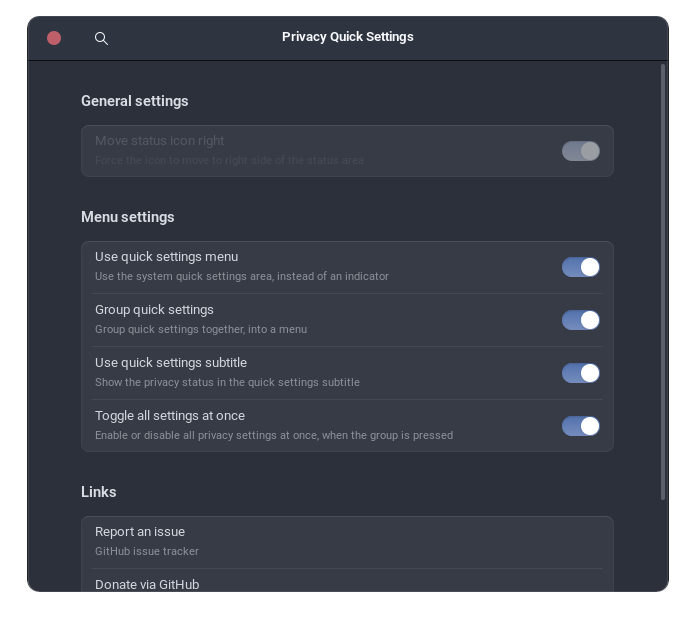 Privacy Quick Settings
General settings
Move status icon right
Force the icon to move to right side of the status area
Menu settings
Use quick settings menu
Use the system quick settings area, instead of an indicator
Group quick settings
Group quick settings together, into a menu
Use quick settings subtitle
Show the privacy status in the quick settings subtitle
Toggle all settings at once
Enable or disable all privacy settings at once, when the group is pressed
Links
Report an issue
GitHub issue tracker
Donate via GitHub